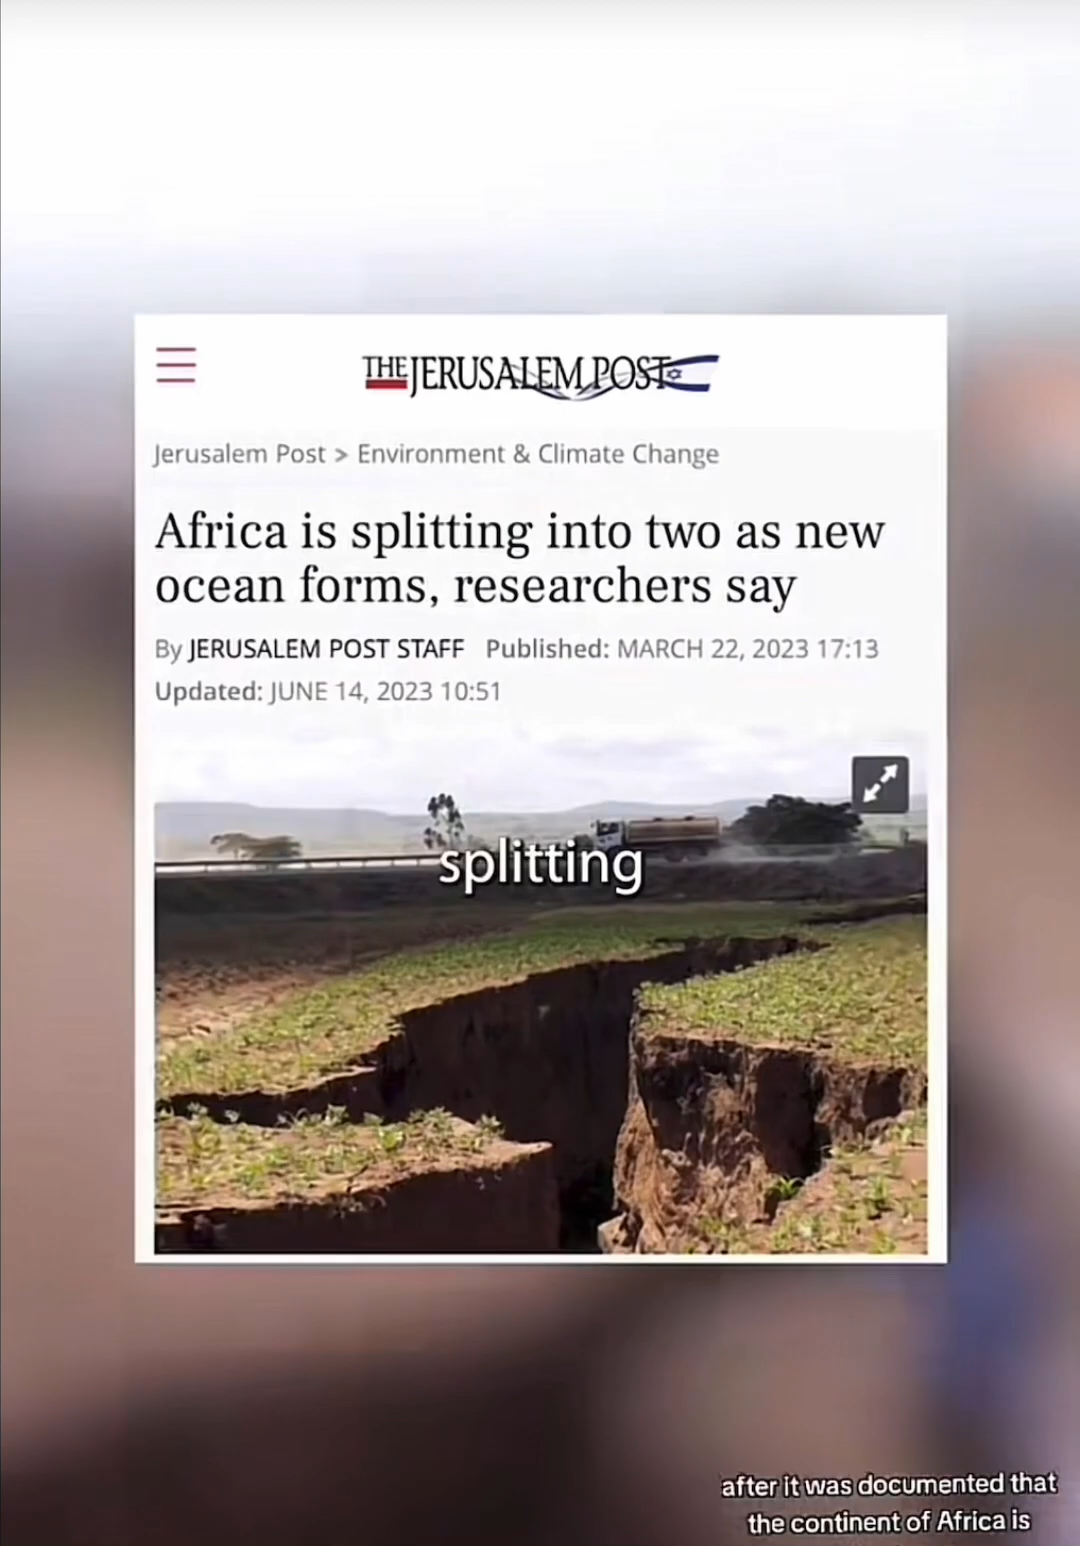 THE JERUSALEM POST
Jerusalem Post > Environment & Climate Change
Africa is splitting into two as new
ocean forms, researchers say
By JERUSALEM POST STAFF Published: MARCH 22, 2023 17:13
Updated: JUNE 14, 2023 10:51
splitting
after it was documented that
the continent of Africa is